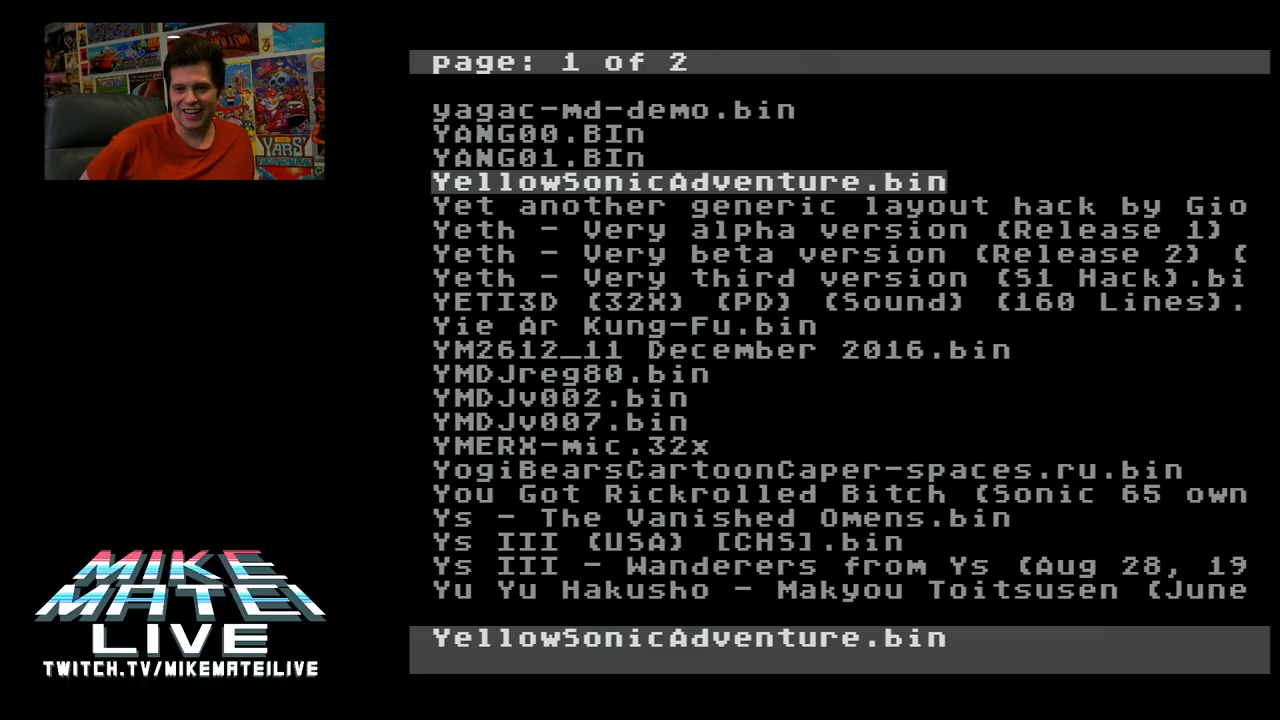 page: 1 of 2
yagac-md-demo.bin
YANG00.BIn
YANG01.BIn
YellowSonicAdventure.bin
Yet another generic layout hack by Gio
Yeth - Very alpha version (Release 1)
Yeth - Very beta version (Release 2) (
Yeth - Very third version (S1 Hack).bi
YETI3D (32X) (PD) (Sound) (160 Lines).
Yie Ar Kung-Fu.bin
YM2612_11 December 2016.bin
YMDJreg80.bin
YMDJv002.bin
YMDJv007.bin
YMERX-mic.32x
YogiBearsCartoonCaper-spaces.ru.bin
You Got Rickrolled Bitch (Sonic 65 own
Ys - The Vanished Omens.bin
Ys III (USA) [CHS].bin
Ys III - Wanderers from Ys (Aug 28, 19
Yu Yu Hakusho - Makyou Toitsusen (June
YellowSonicAdventure.bin
YARS'
MIKE
MATEI
LIVE
TWITCH.TV/MIKEMATEILIVE